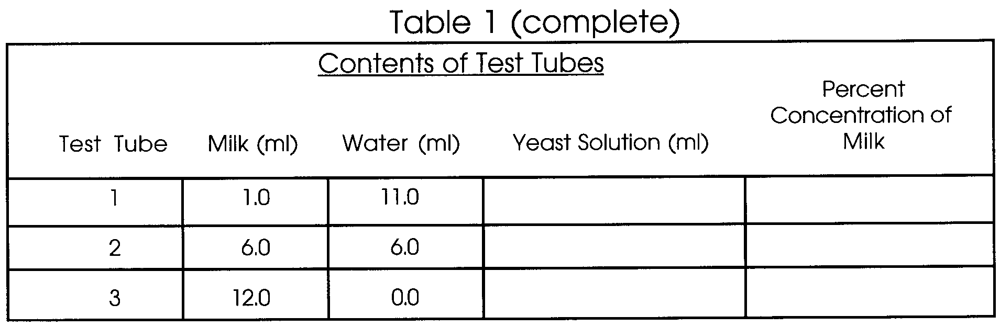 Table 1 (complete)
Contents of Test Tubes
Test Tube Milk (ml) Water (ml) Yeast Solution (ml) Percent Concentration of Milk
1 1.0 11.0
2 6.0 6.0
3 12.0 0.0